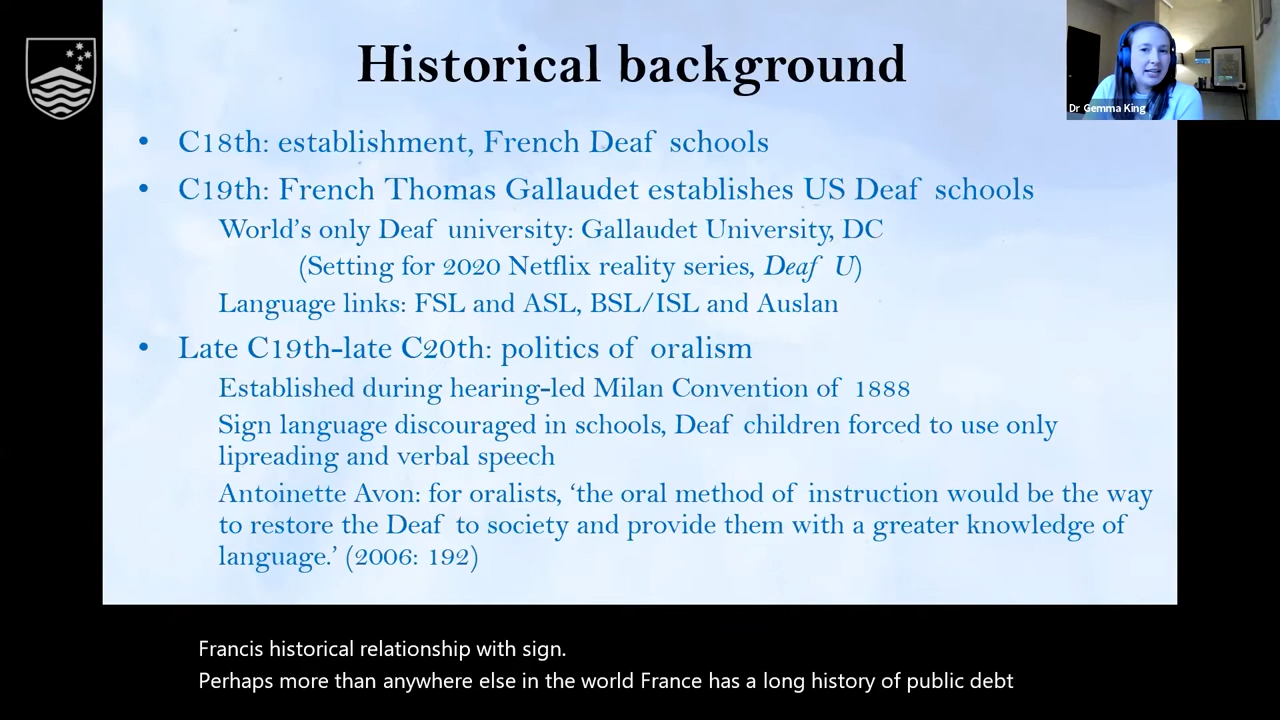 Historical background
Dr Gemma King
• C18th: establishment, French Deaf schools
• C19th: French Thomas Gallaudet establishes US Deaf schools
World's only Deaf university: Gallaudet University, DC
(Setting for 2020 Netflix reality series, Deaf U)
Language links: FSL and ASL, BSL/ISL and Auslan
• Late C19th-late C20th: politics of oralism
Established during hearing-led Milan Convention of 1888
Sign language discouraged in schools, Deaf children forced to use only
lipreading and verbal speech
Antoinette Avon: for oralists, 'the oral method of instruction would be the way
to restore the Deaf to society and provide them with a greater knowledge of
language.' (2006: 192)
Francis historical relationship with sign.
Perhaps more than anywhere else in the world France has a long history of public debt